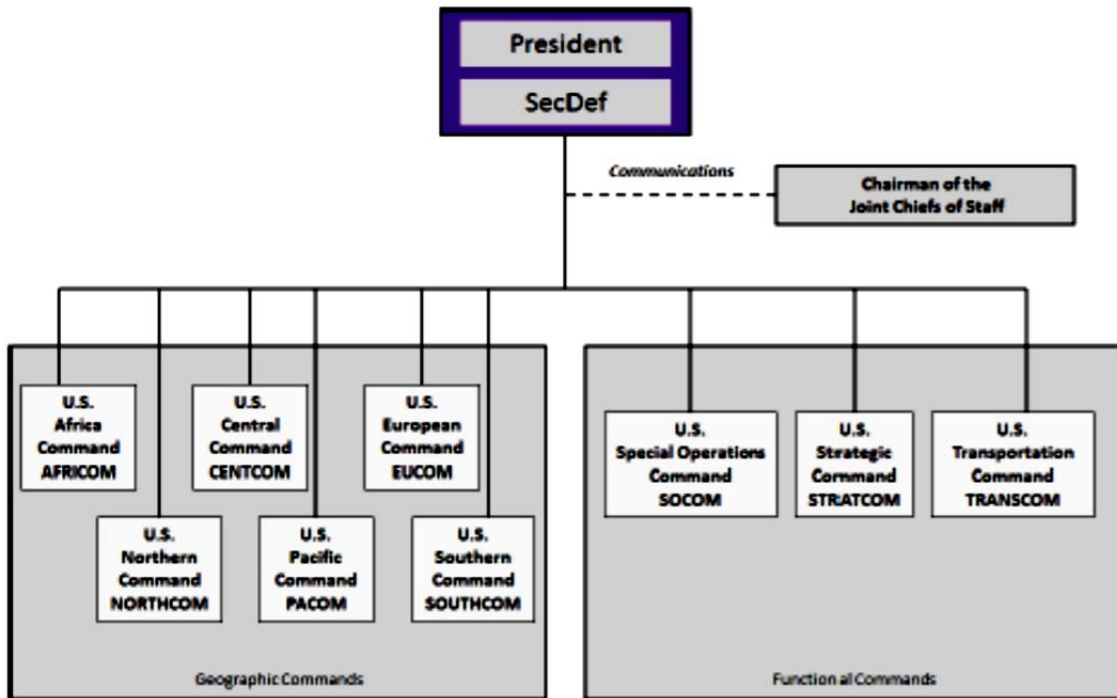 President
SecDef
Communications
Chairman of the
Joint Chiefs of Staff
U.S.
Africa
Command
AFRICOM
U.S.
Central
Command
CENTCOM
U.S.
European
Command
EUCOM
U.S.
Northern
Command
NORTHCOM
U.S.
Pacific
Command
PACOM
U.S.
Southern
Command
SOUTHCOM
Geographic Commands
U.S.
Special Operations
Command
SOCOM
U.S.
Strategic
Command
STRATCOM
U.S.
Transportation
Command
TRANSCOM
Functional Commands